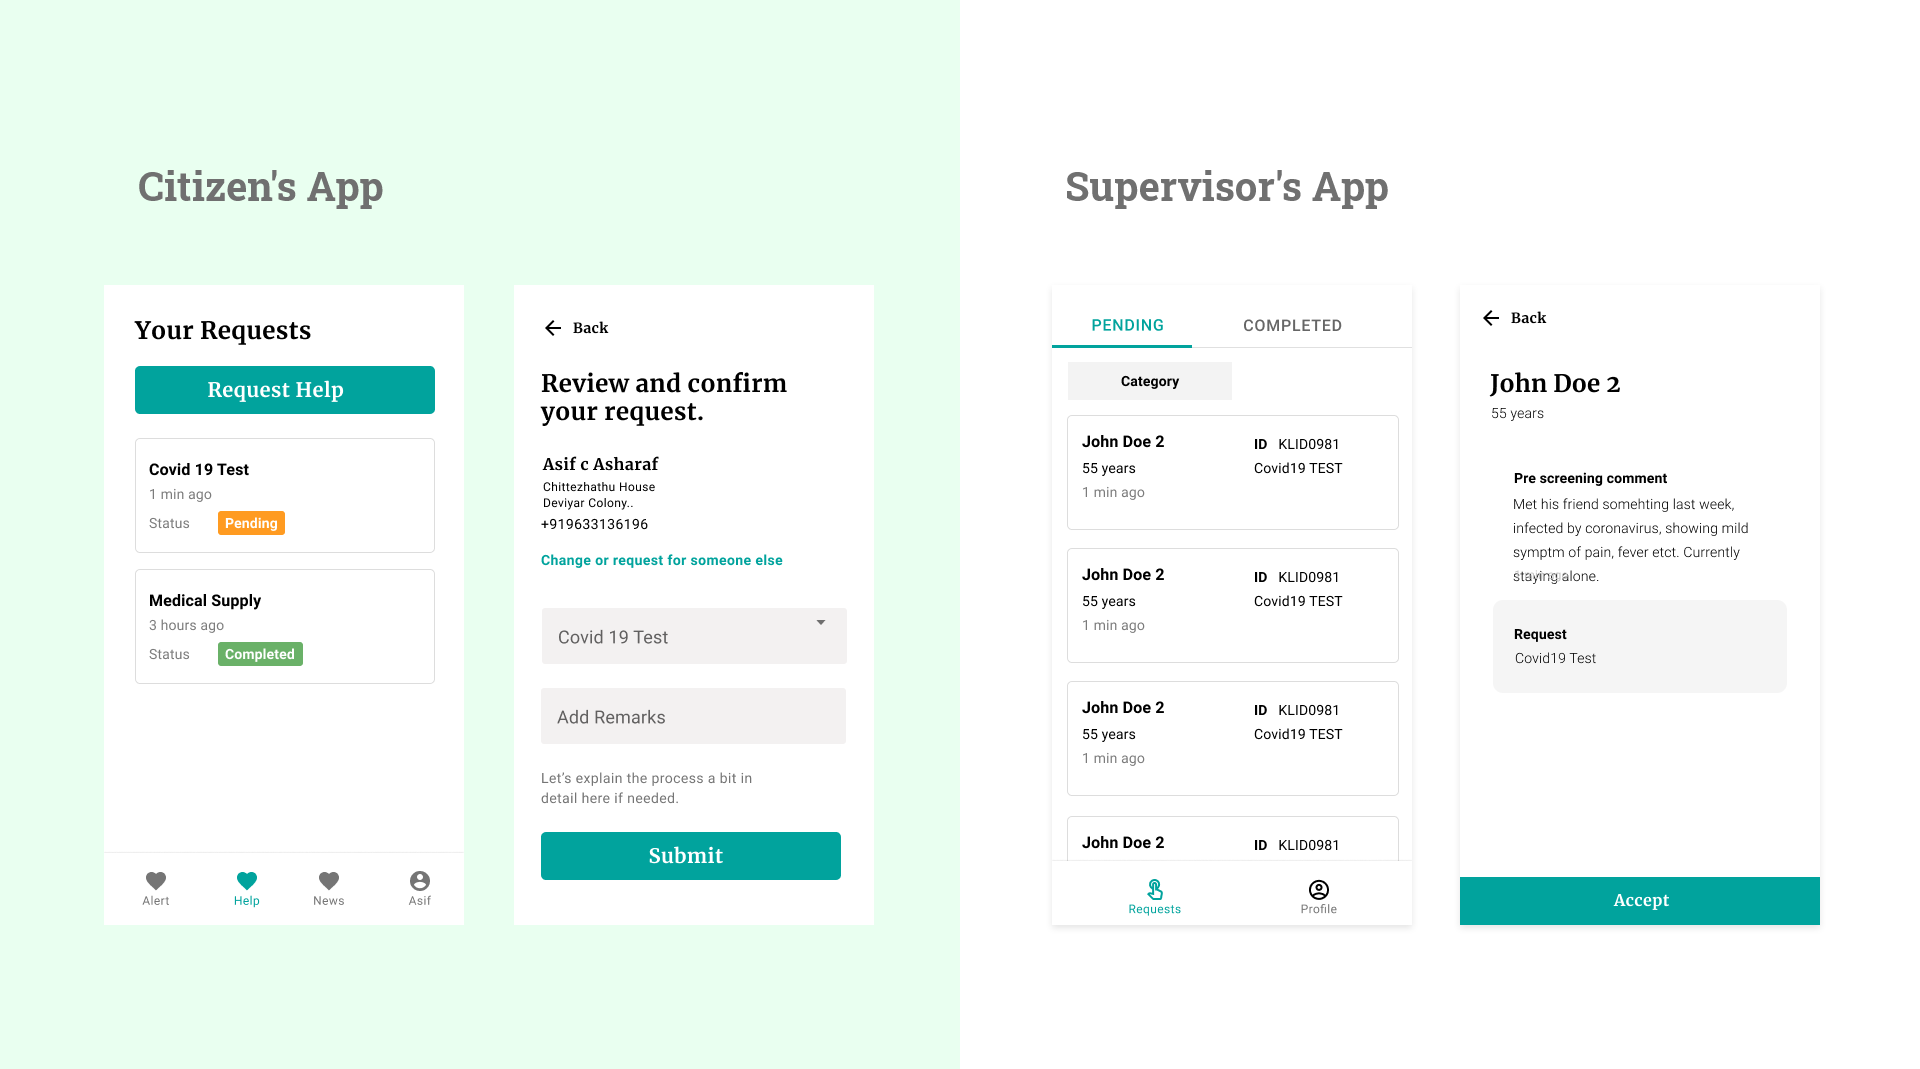 Citizen's App
Your Requests
Request Help
Covid 19 Test
1 min ago
Status Pending
Medical Supply
3 hours ago
Status Completed
Alert Help News Asif
Back
Review and confirm
your request.
Asif c Asharaf
Chittezhathu House
Deviyar Colony..
+919633136196
Change or request for someone else
Covid 19 Test
Add Remarks
Let's explain the process a bit in
detail here if needed.
Submit
Supervisor's App
PENDING COMPLETED
Category
John Doe 2 ID KLID0981
55 years Covid19 TEST
1 min ago
John Doe 2 ID KLID0981
55 years Covid19 TEST
1 min ago
John Doe 2 ID KLID0981
55 years Covid19 TEST
1 min ago
John Doe 2 ID KLID0981
Requests Profile
Back
John Doe 2
55 years
Pre screening comment
Met his friend somehting last week,
infected by coronavirus, showing mild
symptm of pain, fever etct. Currently
staying alone.
Request
Covid19 Test
Accept